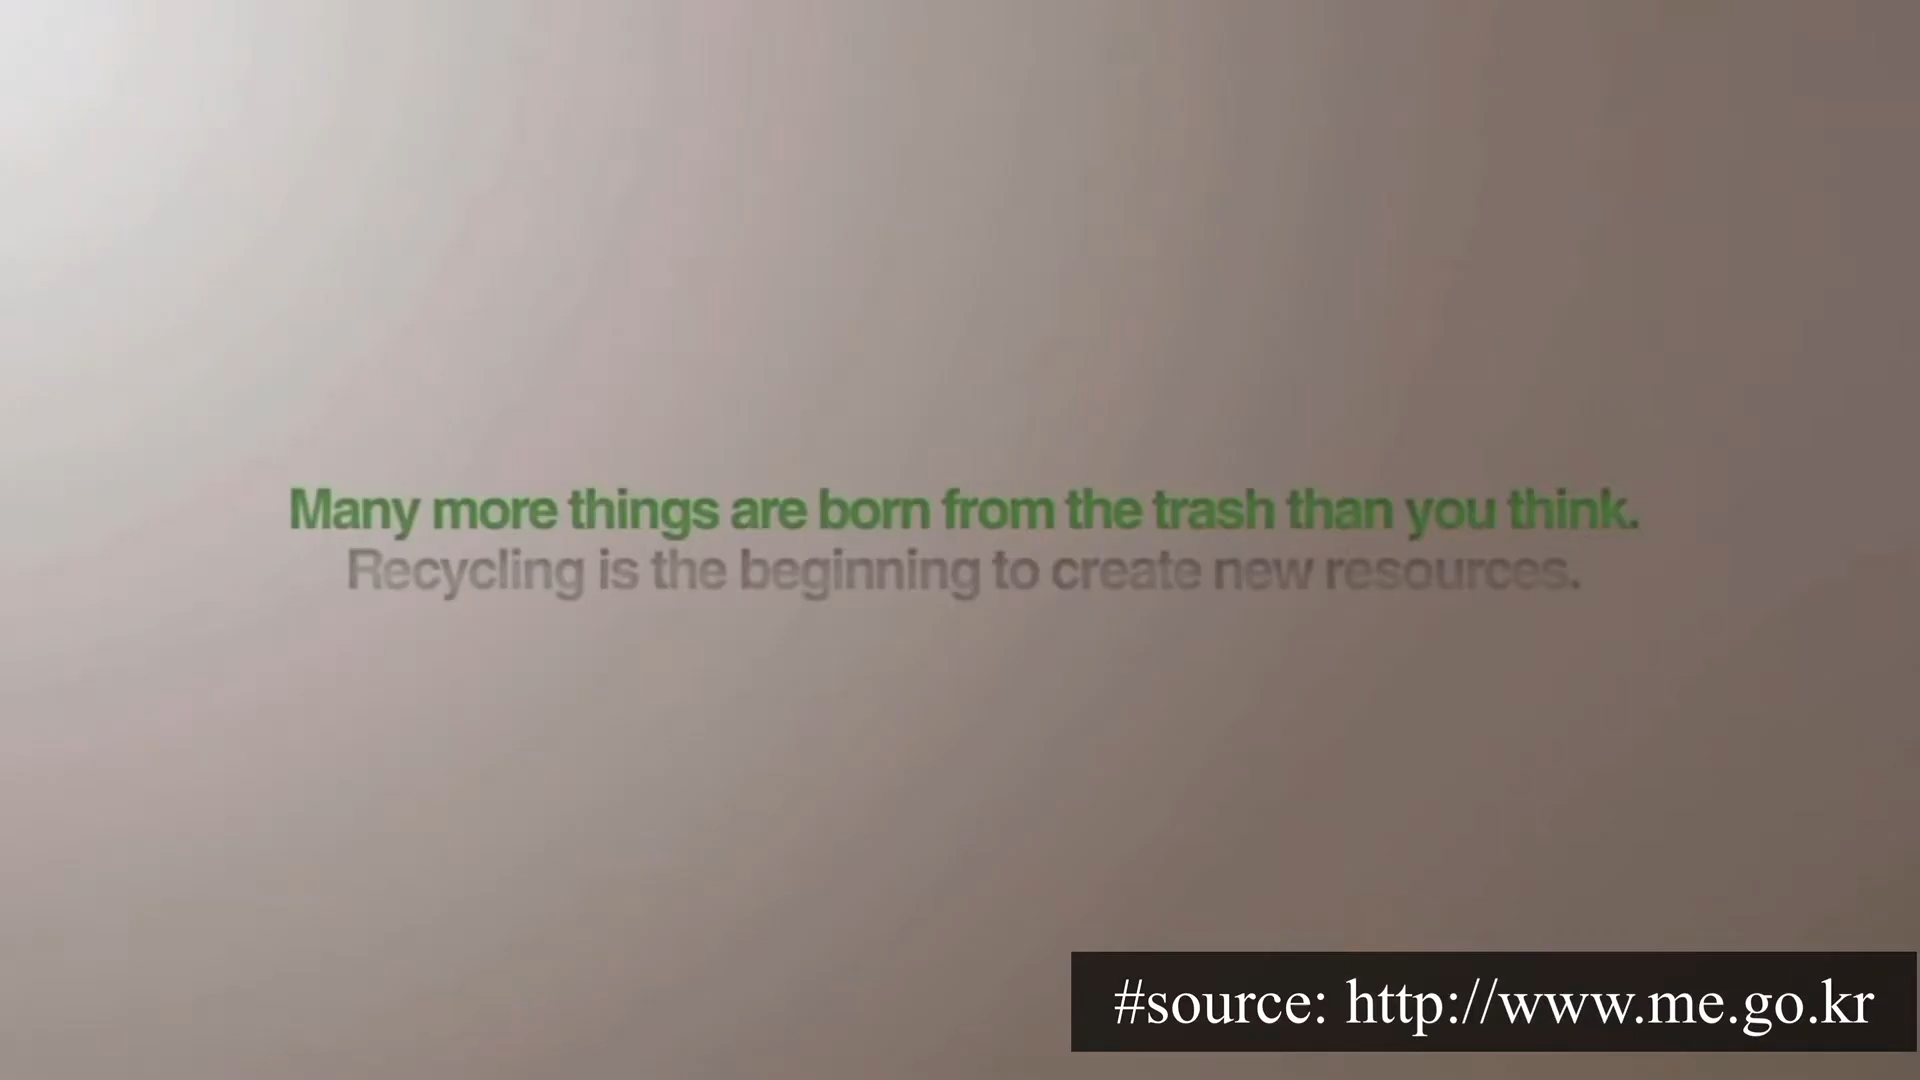 Many more things are born from the trash than you think.
Recycling is the beginning to create new resources.
#source: http://www.me.go.kr